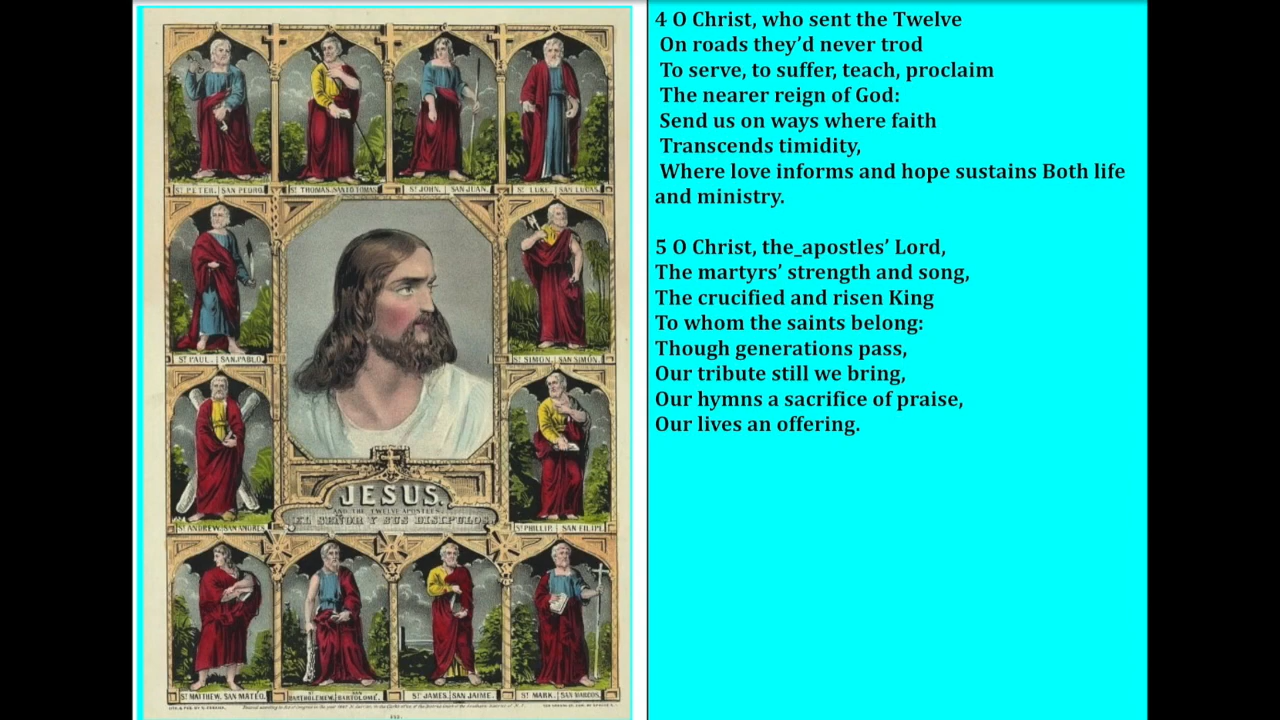 ST PETER. SAN PEDRO.
ST THOMAS. SANTO TOMAS
ST JOHN. SAN JUAN.
ST LUKE. SAN LUCAS.
ST PAUL. SAN PABLO.
ST SIMON. SAN SIMON.
ST ANDREW. SAN ANDRES.
ST PHILLIP. SAN FILIPE.
JESUS.
AND THE TWELVE APOSTLES.
EL SEÑOR Y SUS DISIPULOS.
ST MATTHEW. SAN MATEO.
ST BARTHOLEMEW. SAN BARTOLOME.
ST JAMES. SAN JAIME.
ST MARK. SAN MARCOS.
4 O Christ, who sent the Twelve
On roads they’d never trod
To serve, to suffer, teach, proclaim
The nearer reign of God:
Send us on ways where faith
Transcends timidity,
Where love informs and hope sustains Both life
and ministry.
5 O Christ, the_apostles’ Lord,
The martyrs’ strength and song,
The crucified and risen King
To whom the saints belong:
Though generations pass,
Our tribute still we bring,
Our hymns a sacrifice of praise,
Our lives an offering.